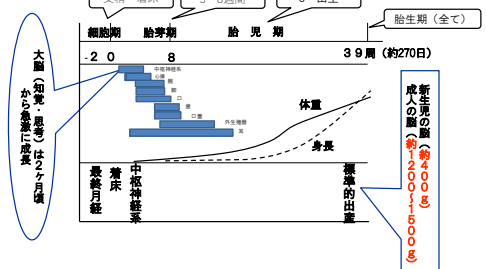 胎生期（全て）
細胞期
胎芽期
胎児期
-２０
８
３９周（約270日）
中枢神経系
心臓
腕
脚
口
歯
口蓋
外生殖器
耳
体重
身長
大脳（知覚・思考）は２ヶ月頃
から急激に成長
最終月経
着床
中枢神経系
標準的出産
新生児の脳（約４００ｇ）
成人の脳（約１２００～１５００ｇ）